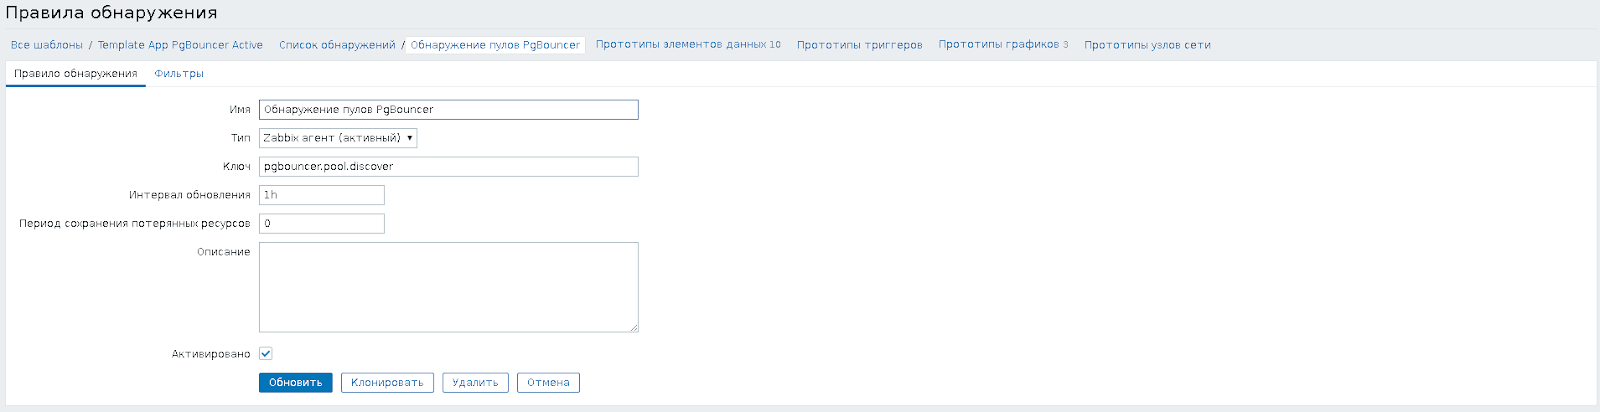 Правила обнаружения
Все шаблоны / Template App PgBouncer Active Список обнаружений / Обнаружение пулов PgBouncer Прототипы элементов данных 10 Прототипы триггеров Прототипы графиков 3 Прототипы узлов сети
Правило обнаружения Фильтры
Имя Обнаружение пулов PgBouncer
Тип Zabbix агент (активный)
Ключ pgbouncer.pool.discover
Интервал обновления 1h
Период сохранения потерянных ресурсов 0
Описание
Активировано
Обновить Клонировать Удалить Отмена